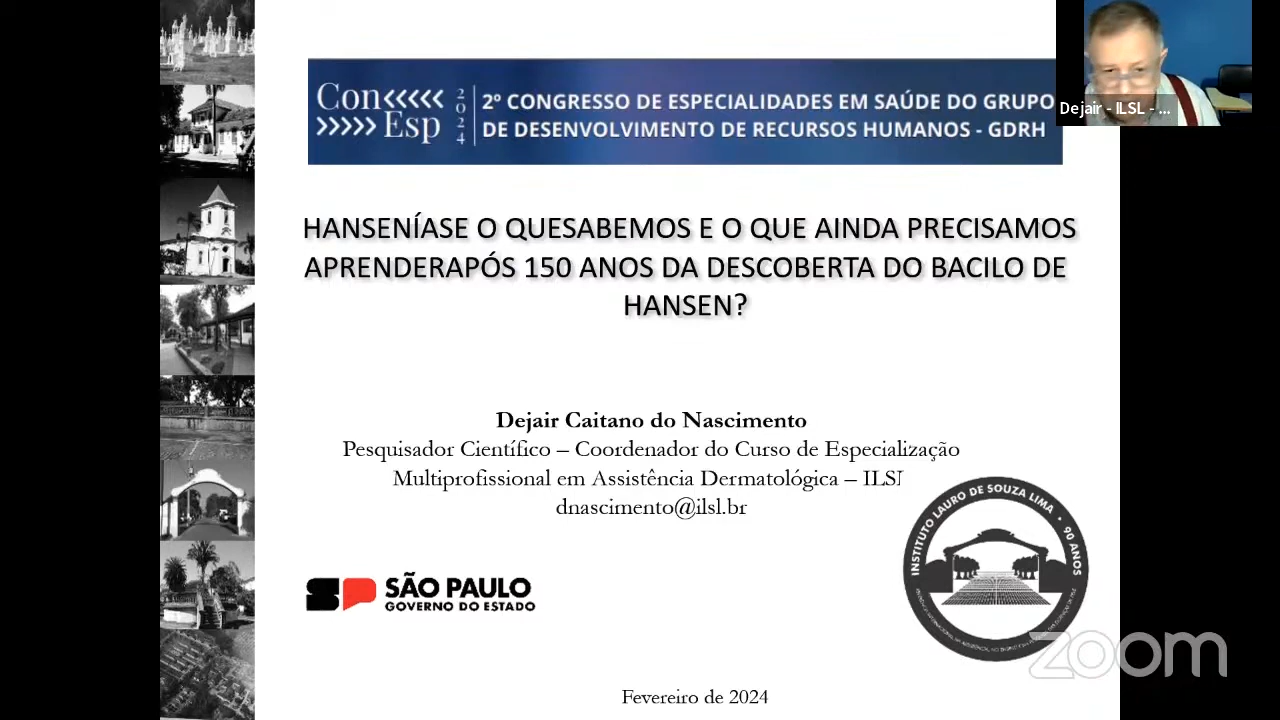 Con<<<<<
>>>>> Esp
2024
2º CONGRESSO DE ESPECIALIDADES EM SAÚDE DO GRUPO
DE DESENVOLVIMENTO DE RECURSOS HUMANOS - GDRH
Dejair - ILSL - ...
HANSENÍASE O QUESABEMOS E O QUE AINDA PRECISAMOS
APRENDERAPÓS 150 ANOS DA DESCOBERTA DO BACILO DE
HANSEN?
Dejair Caitano do Nascimento
Pesquisador Científico – Coordenador do Curso de Especialização
Multiprofissional em Assistência Dermatológica – ILSI
dnascimento@ilsl.br
INSTITUTO LAURO DE SOUZA LIMA • 90 ANOS
SP SÃO PAULO
GOVERNO DO ESTADO
zoom
Fevereiro de 2024